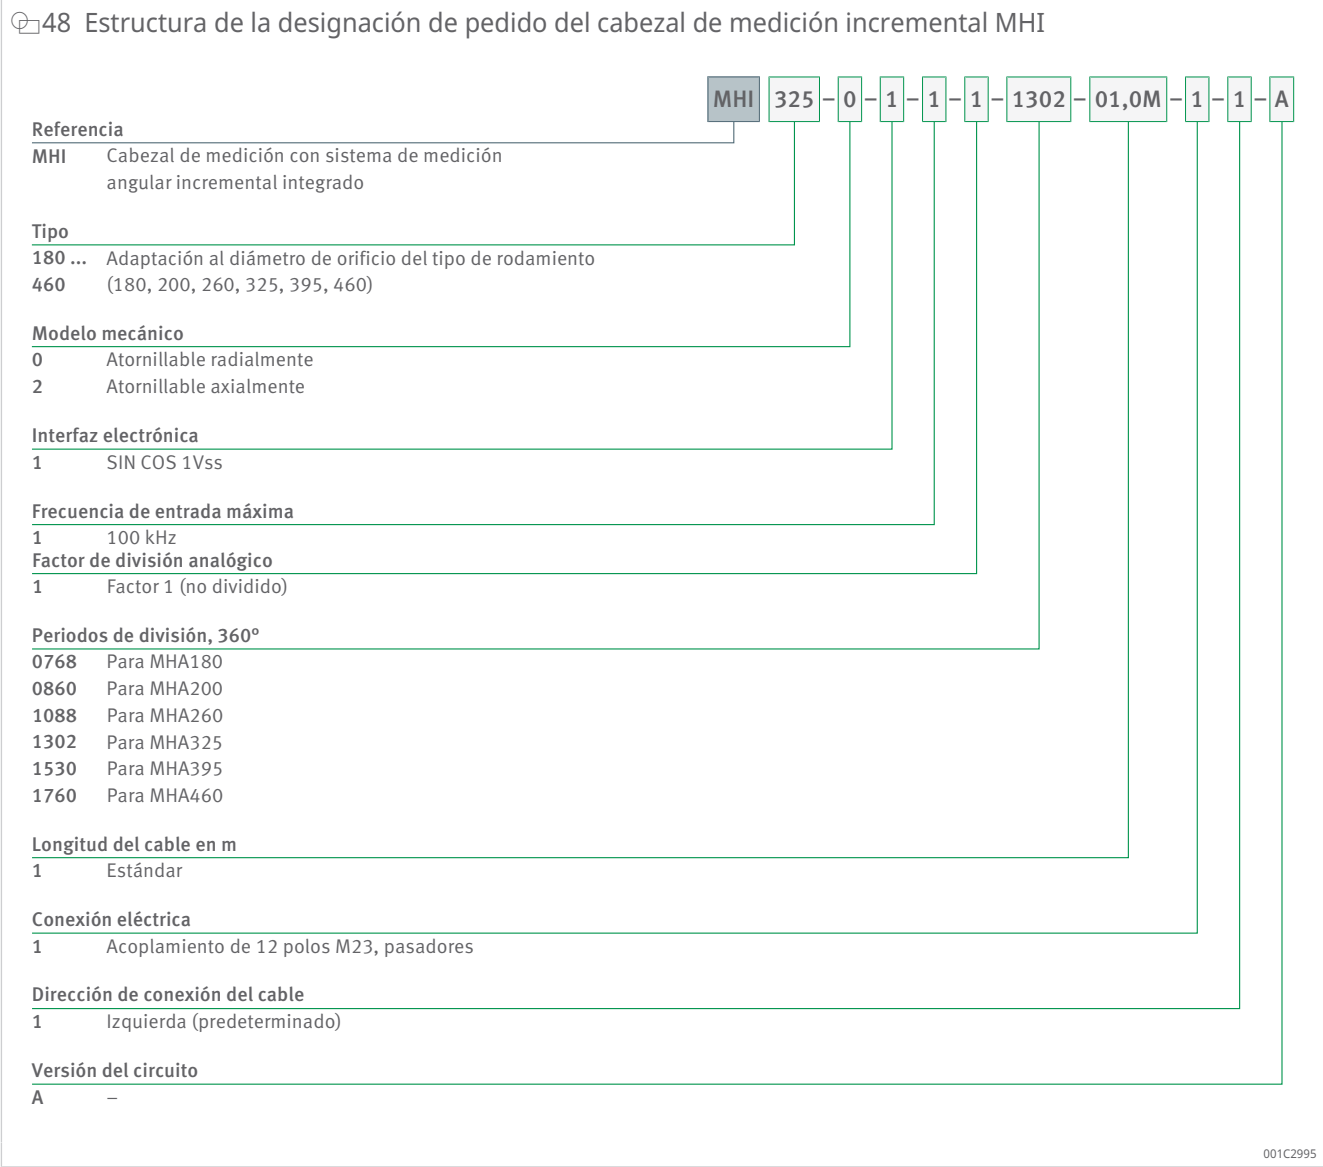 48 Estructura de la designación de pedido del cabezal de medición incremental MHI
MHI 325 – 0 – 1 – 1 – 1 – 1302 – 01,0M – 1 – 1 – A
Referencia
MHI Cabezal de medición con sistema de medición
angular incremental integrado
Tipo
180 ... Adaptación al diámetro de orificio del tipo de rodamiento
460 (180, 200, 260, 325, 395, 460)
Modelo mecánico
0 Atornillable radialmente
2 Atornillable axialmente
Interfaz electrónica
1 SIN COS 1Vss
Frecuencia de entrada máxima
1 100 kHz
Factor de división analógico
1 Factor 1 (no dividido)
Periodos de división, 360º
0768 Para MHA180
0860 Para MHA200
1088 Para MHA260
1302 Para MHA325
1530 Para MHA395
1760 Para MHA460
Longitud del cable en m
1 Estándar
Conexión eléctrica
1 Acoplamiento de 12 polos M23, pasadores
Dirección de conexión del cable
1 Izquierda (predeterminado)
Versión del circuito
A –
001C2995